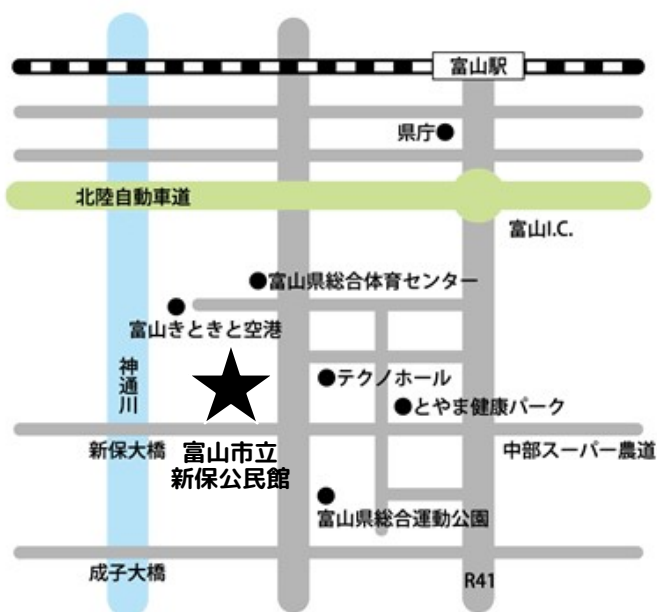 富山駅
県庁
北陸自動車道
富山I.C.
富山県総合体育センター
富山きときと空港
神通川
テクノホール
とやま健康パーク
新保大橋
富山市立
新保公民館
中部スーパー農道
富山県総合運動公園
成子大橋
R41